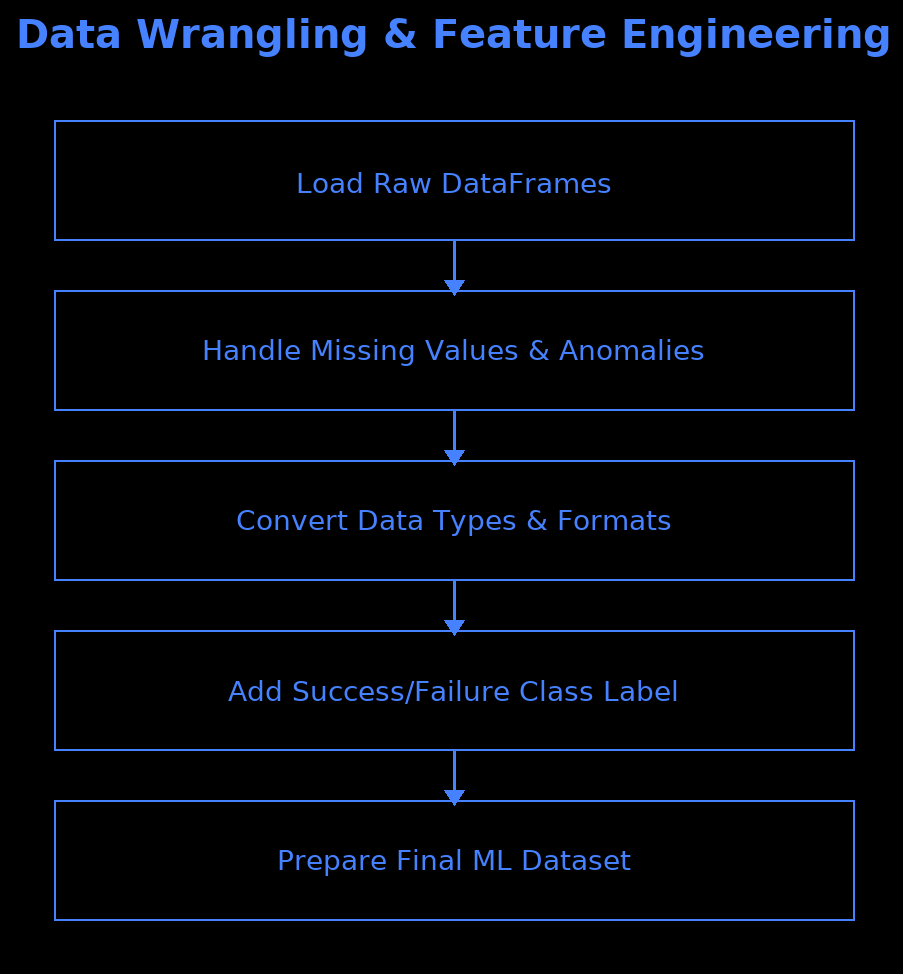 Data Wrangling & Feature Engineering
Load Raw DataFrames
Handle Missing Values & Anomalies
Convert Data Types & Formats
Add Success/Failure Class Label
Prepare Final ML Dataset